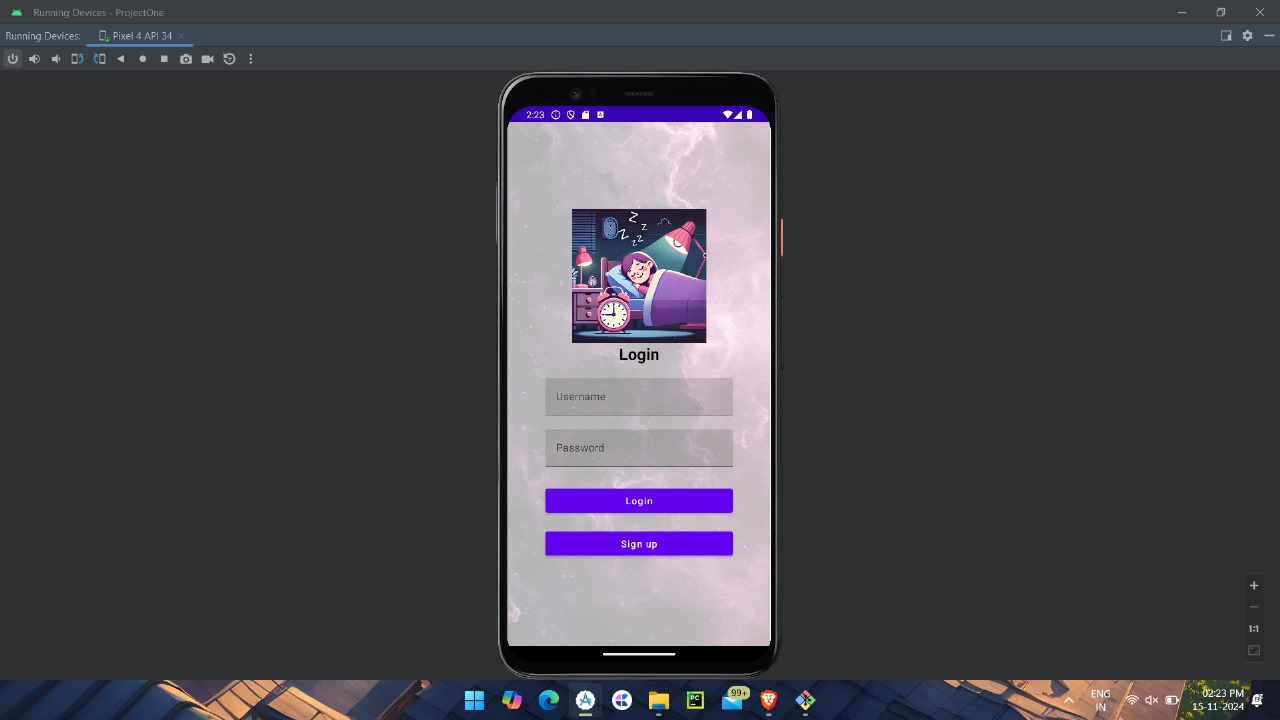 Running Devices - ProjectOne
Running Devices:
Pixel 4 API 34
2:23
Z
Z
Z
Z
z z
Login
Username
Password
Login
Sign up
1:1
PC
99+
ENG
IN
02:23 PM
15-11-2024